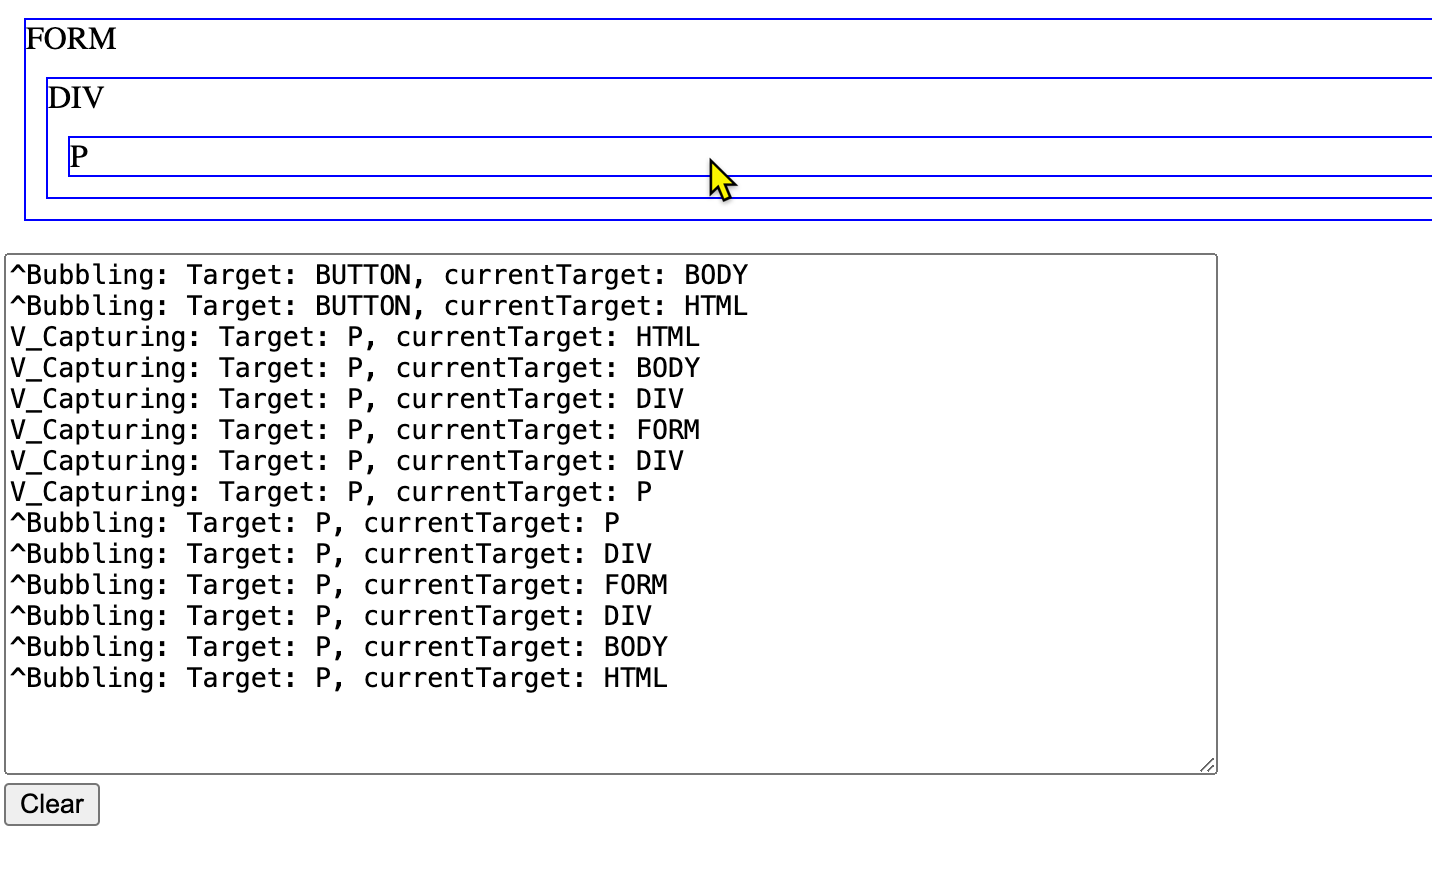 FORM
DIV
P
^Bubbling: Target: BUTTON, currentTarget: BODY
^Bubbling: Target: BUTTON, currentTarget: HTML
V_Capturing: Target: P, currentTarget: HTML
V_Capturing: Target: P, currentTarget: BODY
V_Capturing: Target: P, currentTarget: DIV
V_Capturing: Target: P, currentTarget: FORM
V_Capturing: Target: P, currentTarget: DIV
V_Capturing: Target: P, currentTarget: P
^Bubbling: Target: P, currentTarget: P
^Bubbling: Target: P, currentTarget: DIV
^Bubbling: Target: P, currentTarget: FORM
^Bubbling: Target: P, currentTarget: DIV
^Bubbling: Target: P, currentTarget: BODY
^Bubbling: Target: P, currentTarget: HTML
Clear